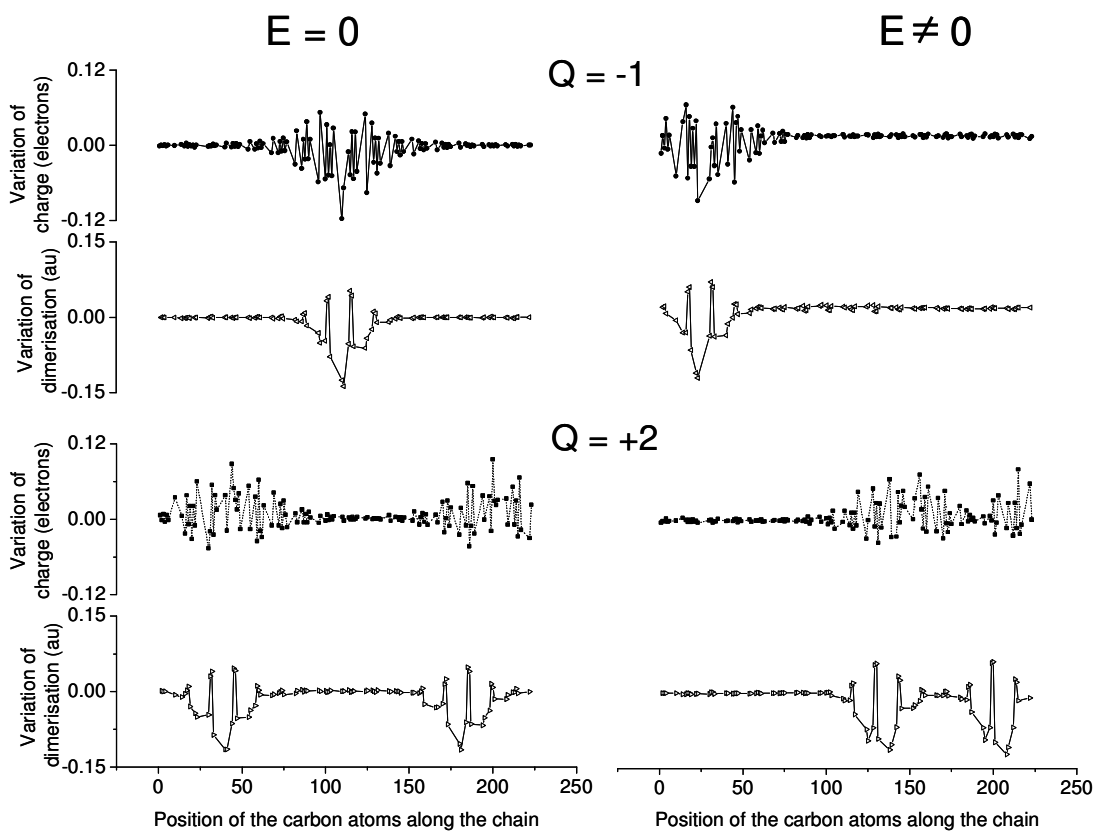 E = 0
E ≠ 0
Q = -1
0.12
0.00
-0.12
Variation of
charge (electrons)
0.15
0.00
-0.15
Variation of
dimerisation (au)
Q = +2
0.12
0.00
-0.12
Variation of
charge (electrons)
0.15
0.00
-0.15
Variation of
dimerisation (au)
0 50 100 150 200 250
0 50 100 150 200 250
Position of the carbon atoms along the chain
Position of the carbon atoms along the chain